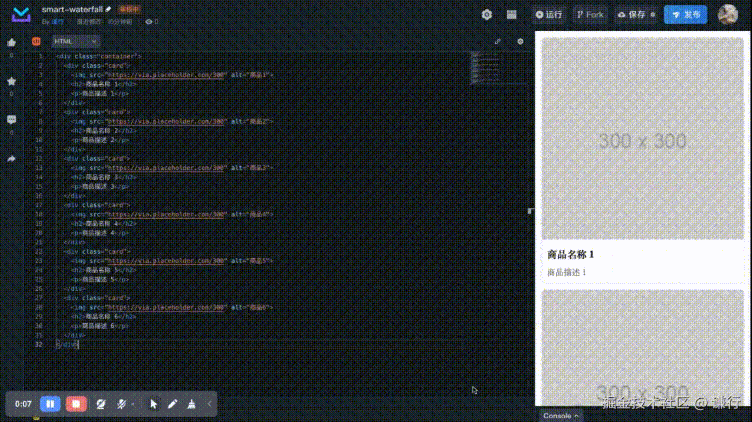 smart-waterfall
审核中
By 谦行
最近修改：
分钟前
0
运行
Fork
保存
发布
HTML
1 <div class="container">
2 <div class="card">
3 <img src="https://via.placeholder.com/300" alt="商品1">
4 <h2>商品名称 1</h2>
5 <p>商品描述 1</p>
6 </div>
7 <div class="card">
8 <img src="https://via.placeholder.com/300" alt="商品2">
9 <h2>商品名称 2</h2>
10 <p>商品描述 2</p>
11 </div>
12 <div class="card">
13 <img src="https://via.placeholder.com/300" alt="商品3">
14 <h2>商品名称 3</h2>
15 <p>商品描述 3</p>
16 </div>
17 <div class="card">
18 <img src="https://via.placeholder.com/300" alt="商品4">
19 <h2>商品名称 4</h2>
20 <p>商品描述 4</p>
21 </div>
22 <div class="card">
23 <img src="https://via.placeholder.com/300" alt="商品5">
24 <h2>商品名称 5</h2>
25 <p>商品描述 5</p>
26 </div>
27 <div class="card">
28 <img src="https://via.placeholder.com/300" alt="商品6">
29 <h2>商品名称 6</h2>
30 <p>商品描述 6</p>
31 </div>
32 </div>
300 x 300
商品名称 1
商品描述 1
300 x 300
0:07
Console
掘金技术社区 @ 谦行